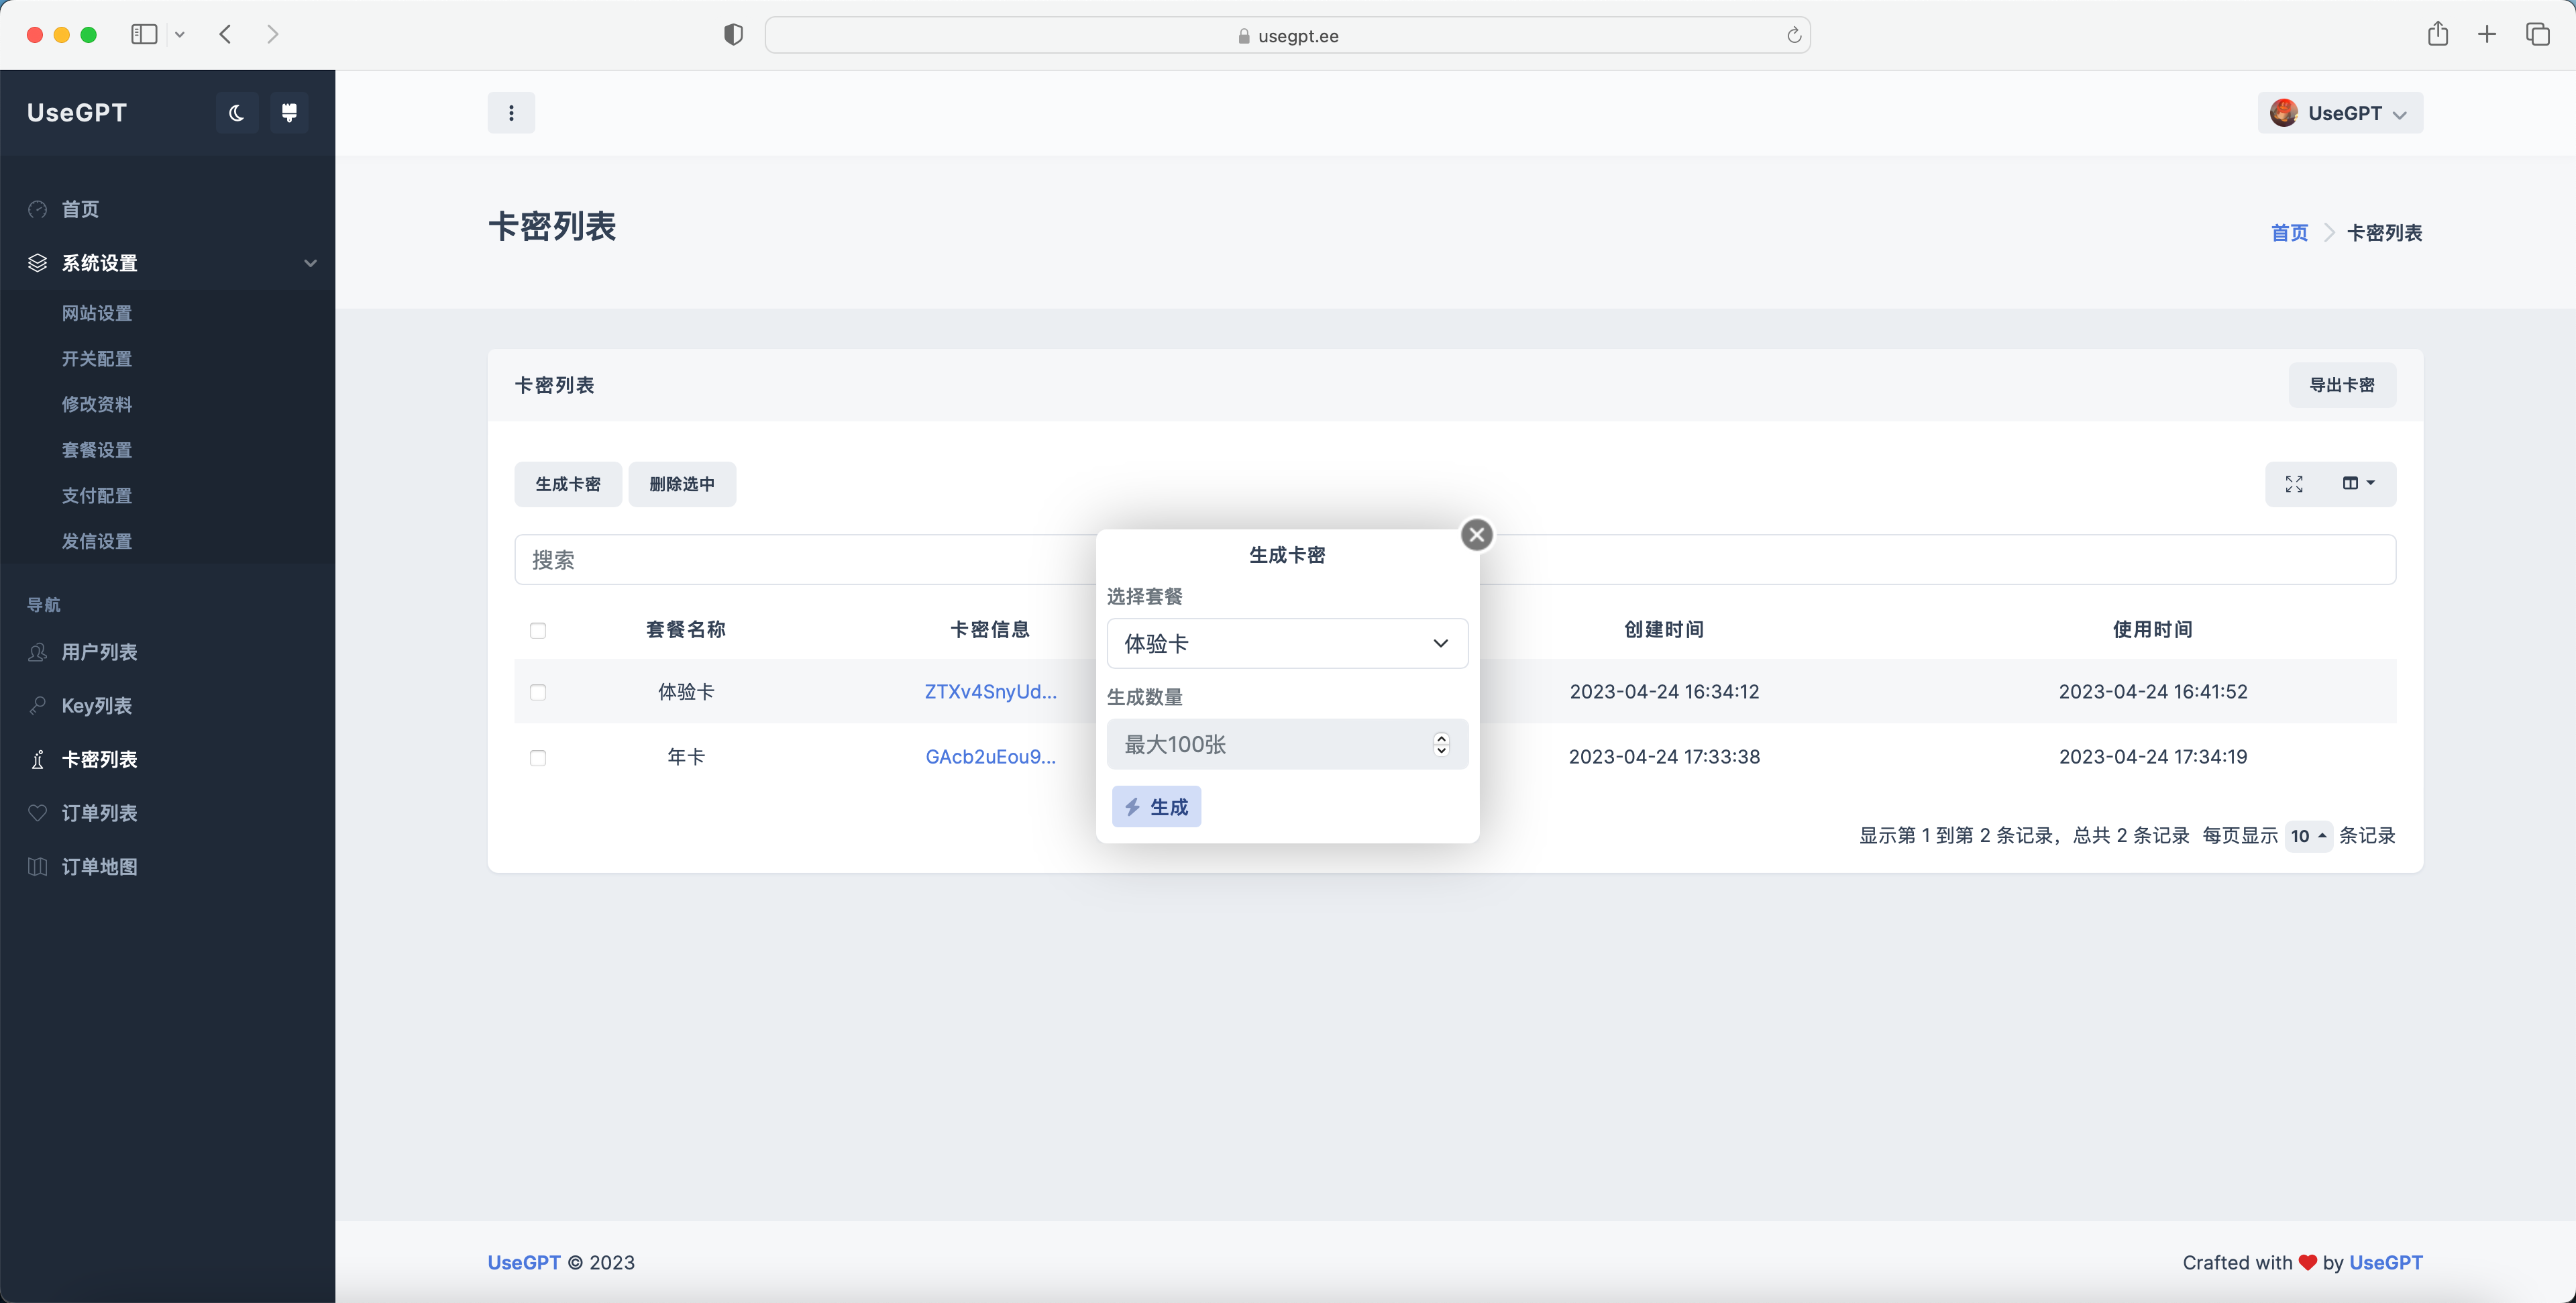 usegpt.ee
UseGPT
UseGPT
首页
系统设置
网站设置
开关配置
修改资料
套餐设置
支付配置
发信设置
导航
用户列表
Key列表
卡密列表
订单列表
订单地图
卡密列表
首页 卡密列表
卡密列表
导出卡密
生成卡密 删除选中
搜索
套餐名称 卡密信息 创建时间 使用时间
体验卡 ZTXv4SnyUd... 2023-04-24 16:34:12 2023-04-24 16:41:52
年卡 GAcb2uEou9... 2023-04-24 17:33:38 2023-04-24 17:34:19
显示第 1 到第 2 条记录，总共 2 条记录 每页显示 10 条记录
生成卡密
选择套餐
体验卡
生成数量
最大100张
生成
UseGPT © 2023
Crafted with ❤ by UseGPT